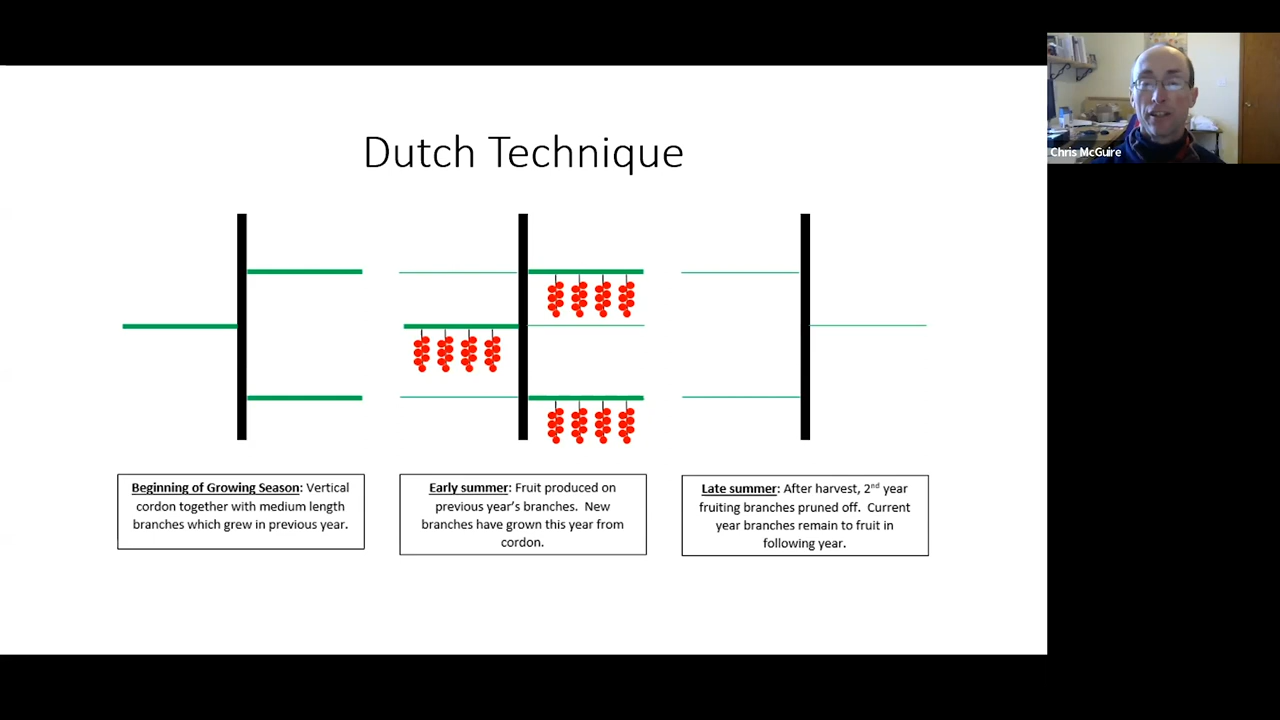 Dutch Technique
Chris McGuire
Beginning of Growing Season: Vertical
cordon together with medium length
branches which grew in previous year.
Early summer: Fruit produced on
previous year's branches. New
branches have grown this year from
cordon.
Late summer: After harvest, 2nd year
fruiting branches pruned off. Current
year branches remain to fruit in
following year.